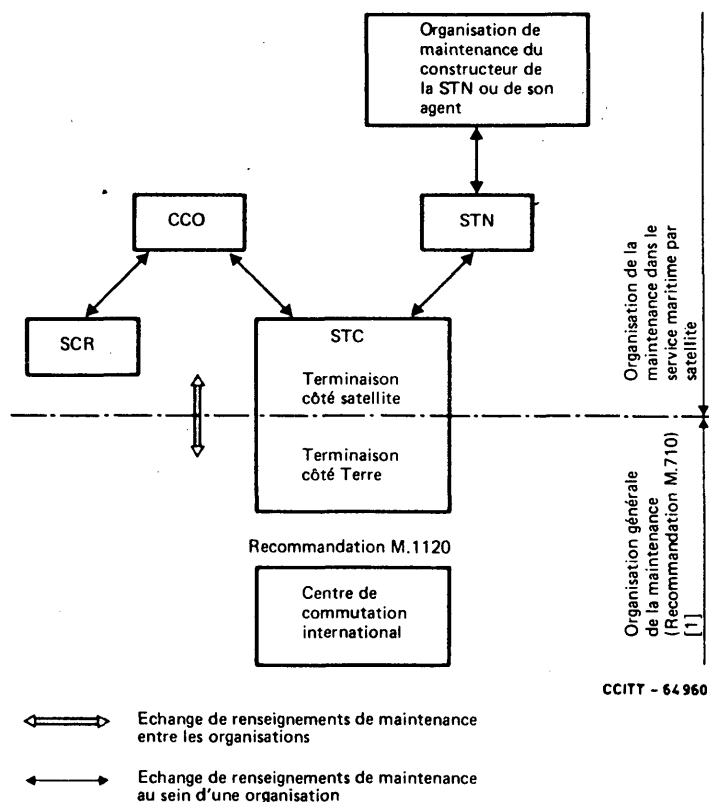 Organisation de
maintenance du
constructeur de
la STN ou de son
agent
CCO
STN
SCR
STC
Terminaison
côté satellite
Terminaison
côté Terre
Organisation de la
maintenance dans le
service maritime par
satellite
Organisation générale
de la maintenance
(Recommandation M.710)
[1]
Recommandation M.1120
Centre de
commutation
international
CCITT - 64960
Echange de renseignements de maintenance
entre les organisations
Echange de renseignements de maintenance
au sein d'une organisation